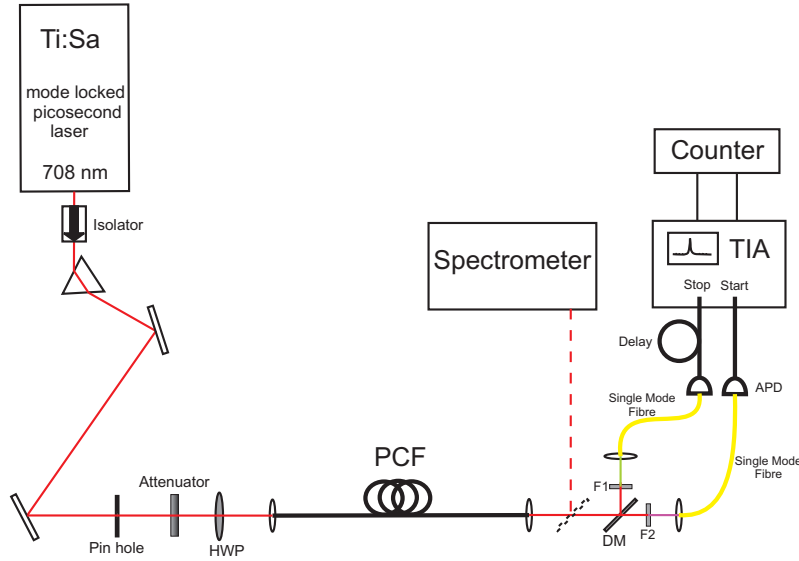 Ti:Sa
mode locked
picosecond
laser
708 nm
Isolator
Counter
TIA
Stop
Start
Spectrometer
Delay
APD
Single Mode
Fibre
Single Mode
Fibre
PCF
Attenuator
F1
Pin hole
HWP
DM
F2